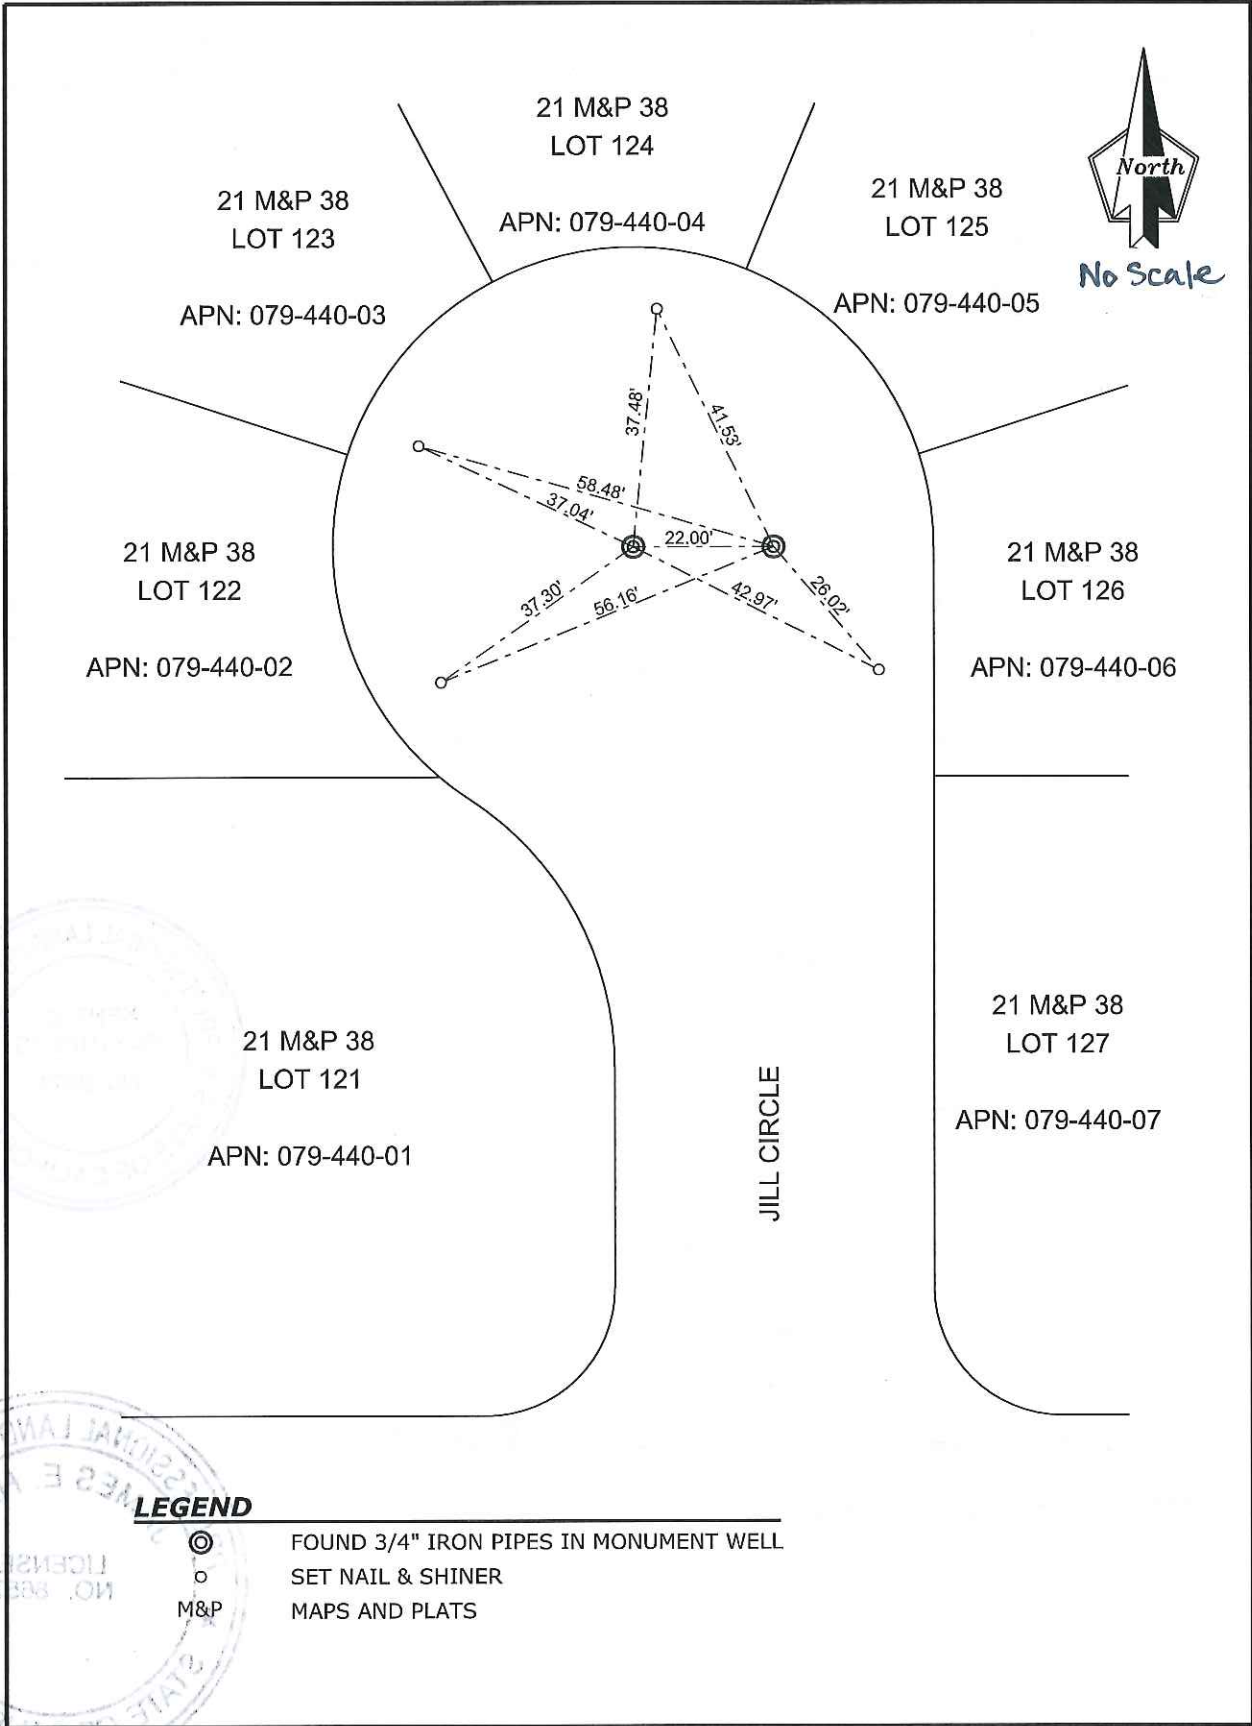 21 M&P 38
LOT 124
APN: 079-440-04
21 M&P 38
LOT 123
APN: 079-440-03
21 M&P 38
LOT 125
APN: 079-440-05
North
No Scale
37.48'
41.53'
58.48'
37.04'
22.00'
37.30'
56.16'
42.97'
26.02'
21 M&P 38
LOT 122
APN: 079-440-02
21 M&P 38
LOT 126
APN: 079-440-06
21 M&P 38
LOT 121
APN: 079-440-01
JILL CIRCLE
21 M&P 38
LOT 127
APN: 079-440-07
LEGEND
FOUND 3/4" IRON PIPES IN MONUMENT WELL
SET NAIL & SHINER
M&P MAPS AND PLATS